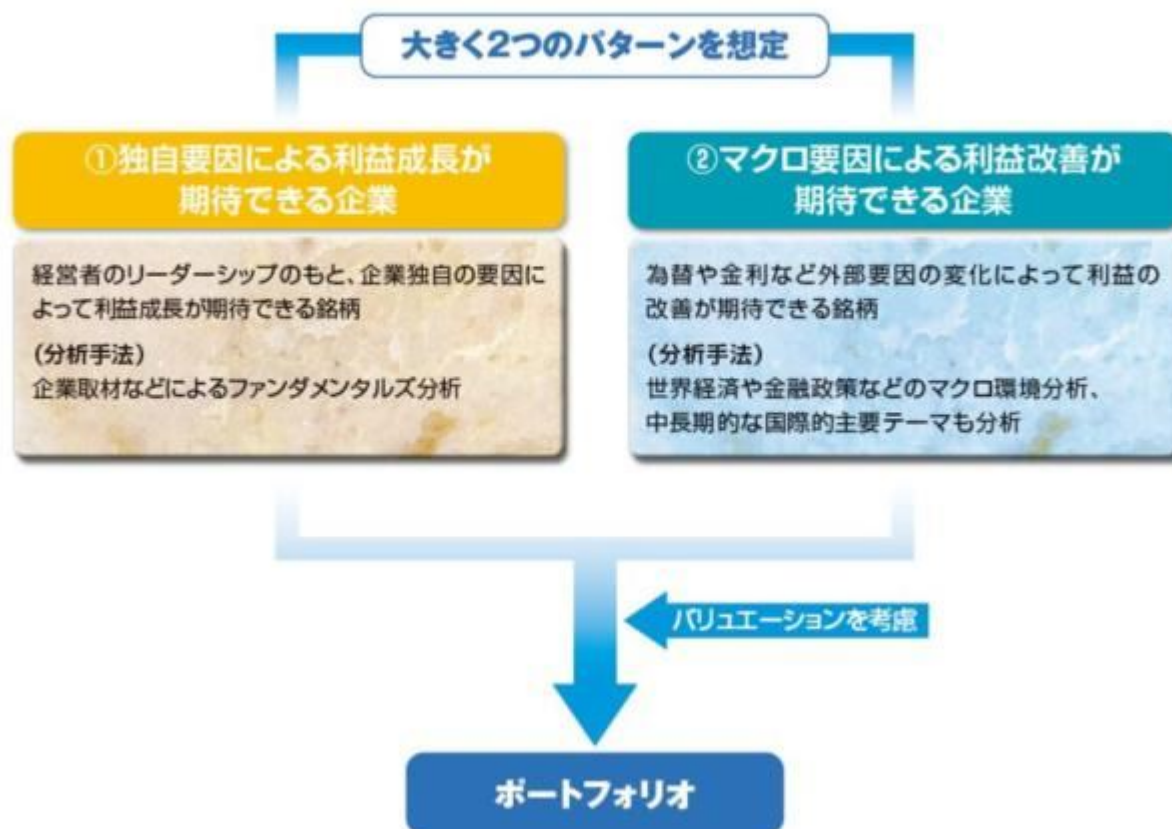 大きく2つのパターンを想定
①独自要因による利益成長が
期待できる企業
経営者のリーダーシップのもと、企業独自の要因に
よって利益成長が期待できる銘柄
(分析手法)
企業取材などによるファンダメンタルズ分析
②マクロ要因による利益改善が
期待できる企業
為替や金利など外部要因の変化によって利益の
改善が期待できる銘柄
(分析手法)
世界経済や金融政策などのマクロ環境分析、
中長期的な国際的主要テーマも分析
バリュエーションを考慮
ポートフォリオ